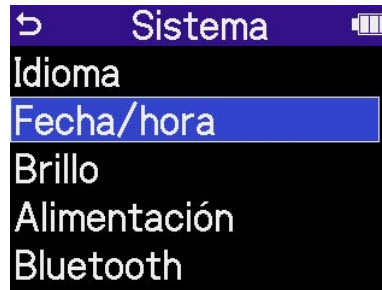 Sistema
Idioma
Fecha/hora
Brillo
Alimentación
Bluetooth